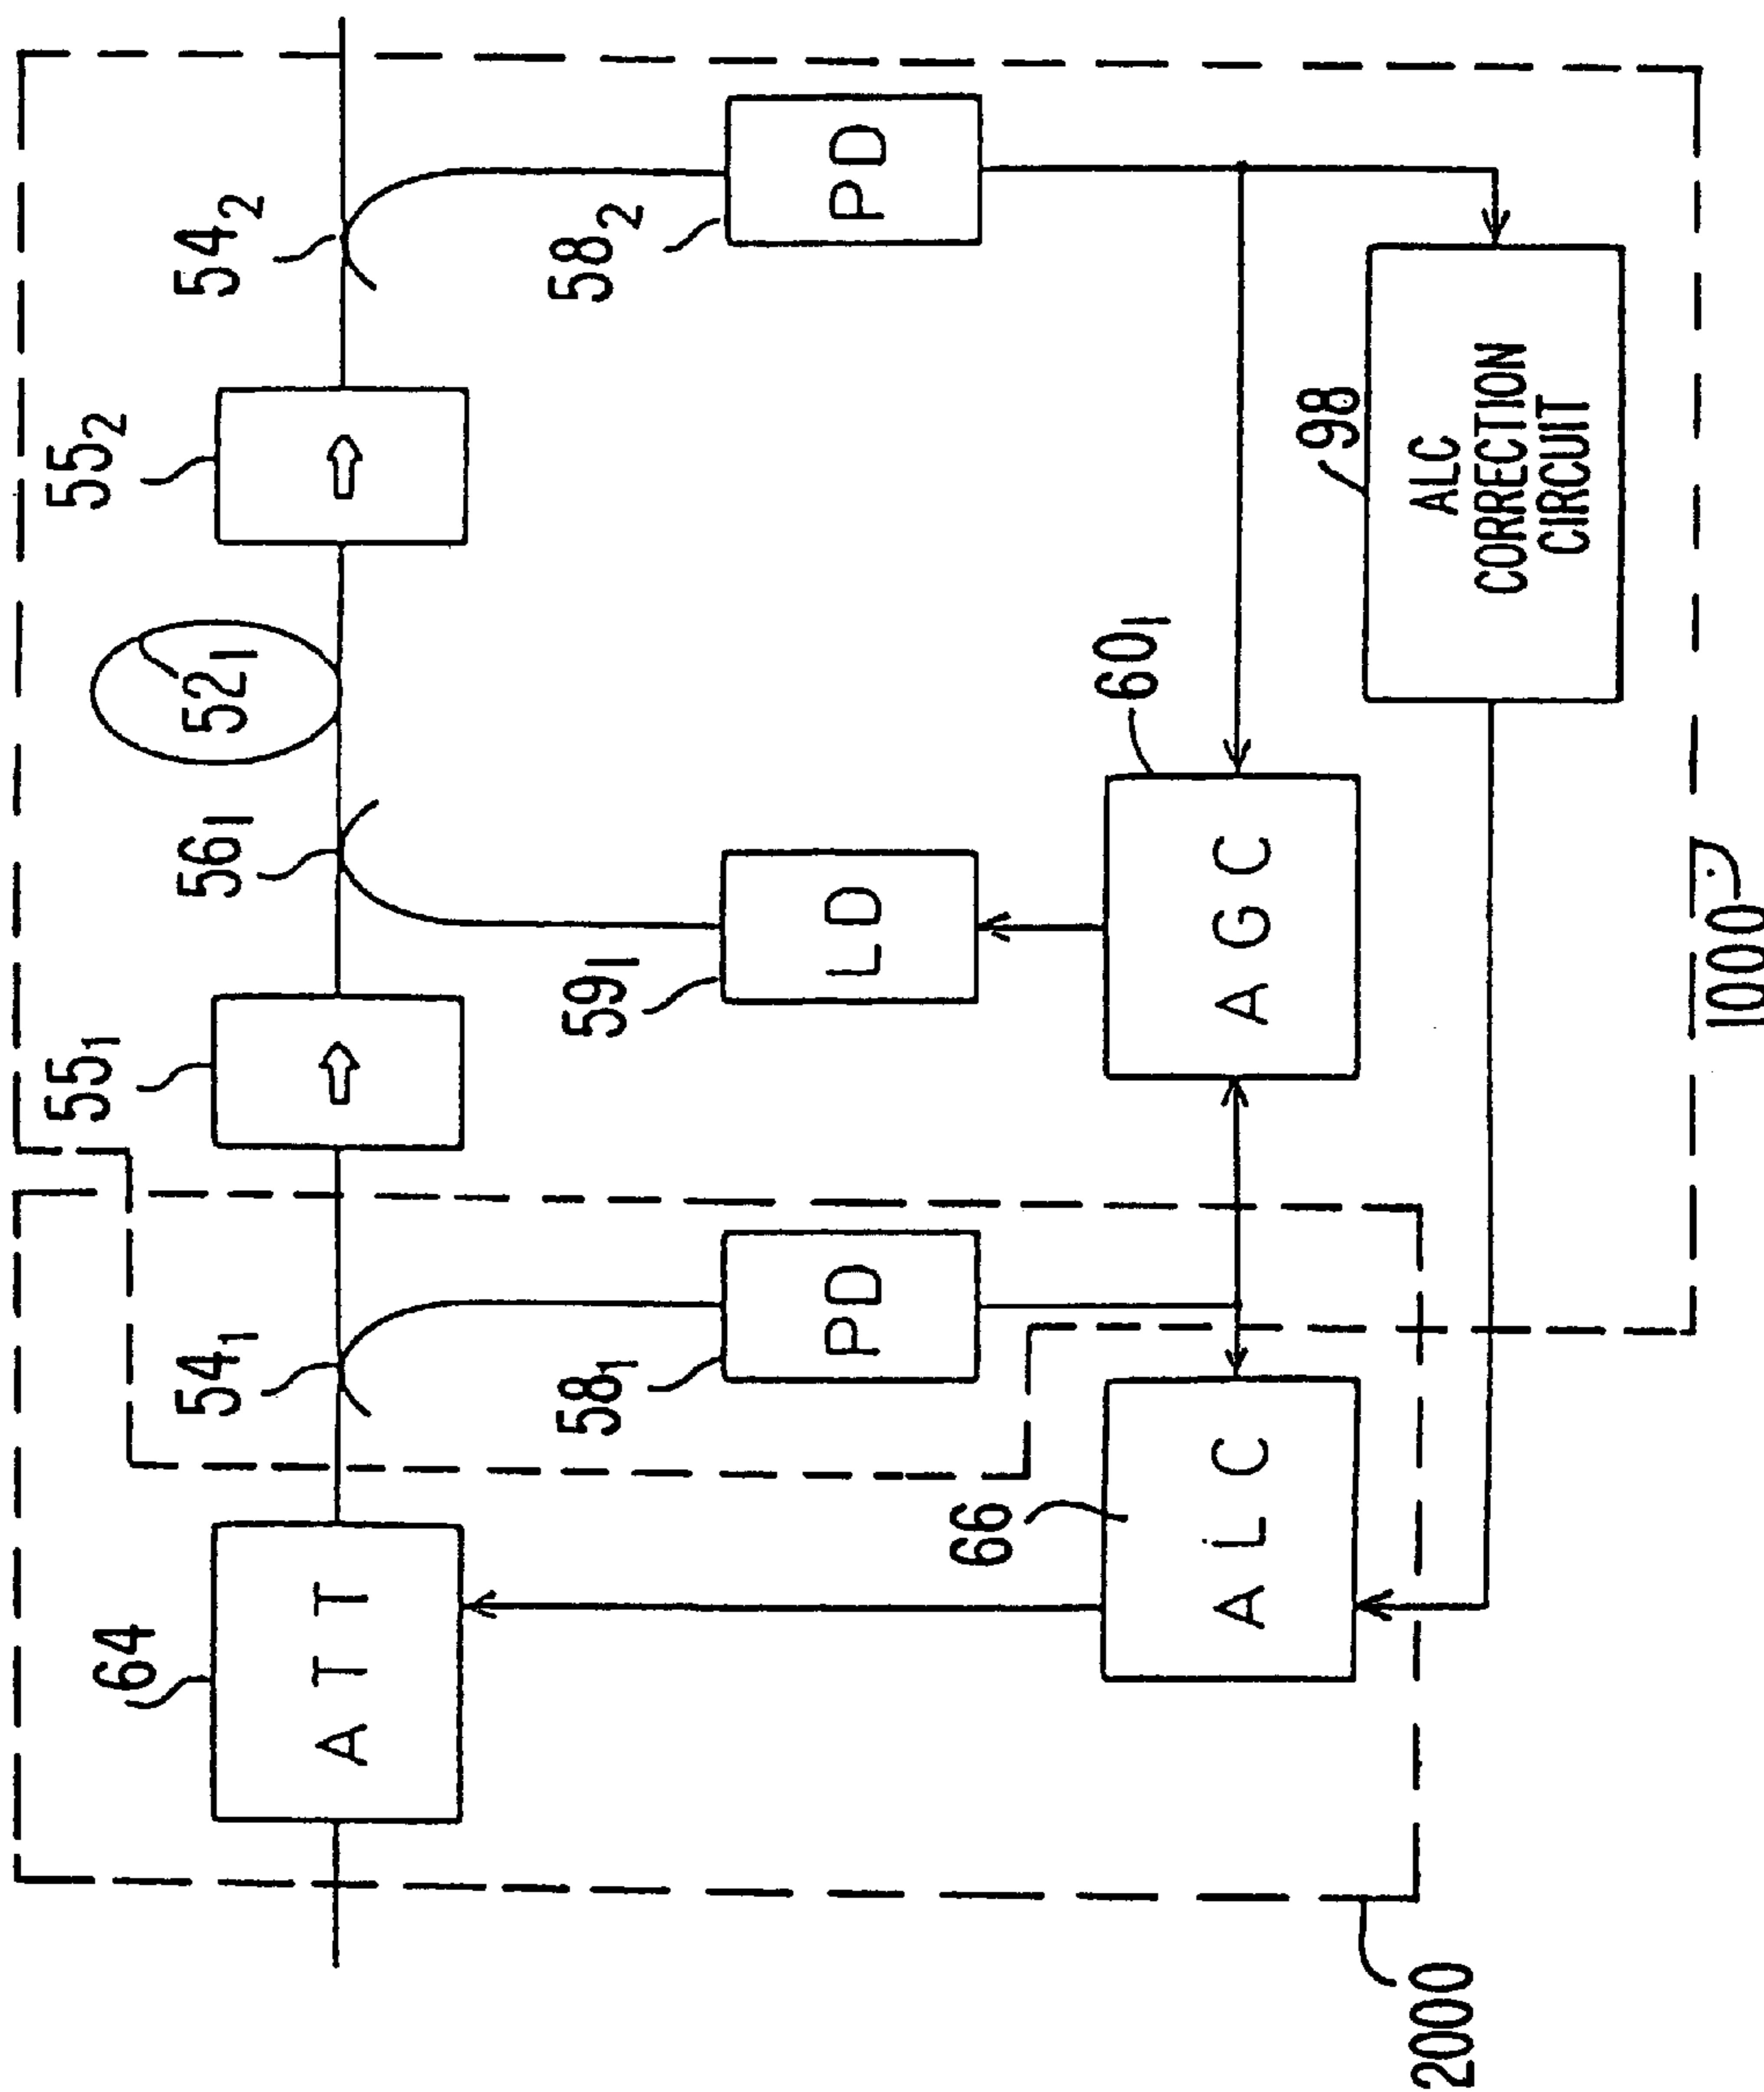 64
55₁
55₂
54₁
56₁
52₁
54₂
ATT
58₁
59₁
58₂
PD
LD
PD
66
60₁
98
ALC
AGC
ALC
CORRECTION
CIRCUIT
2000
1000